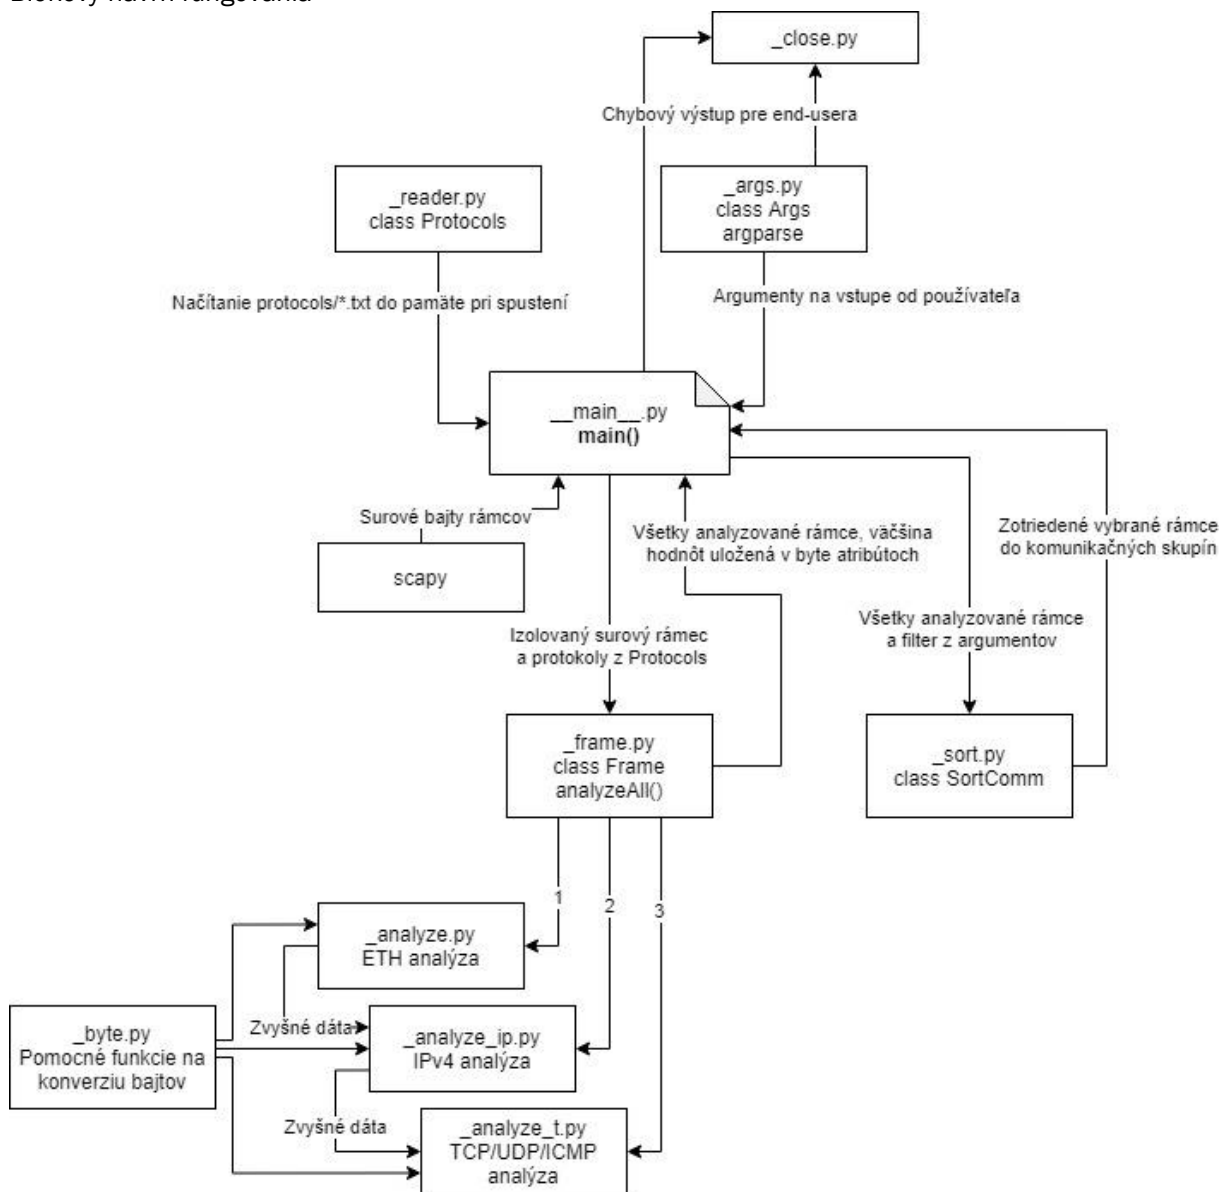 Blokový návrh fungovania
_close.py
Chybový výstup pre end-usera
_reader.py
class Protocols
_args.py
class Args
argparse
Načítanie protocols/*.txt do pamäte pri spustení
Argumenty na vstupe od používateľa
__main__.py
main()
Surové bajty rámcov
scapy
Všetky analyzované rámce, väčšina
hodnôt uložená v byte atribútoch
Zotriedené vybrané rámce
do komunikačných skupín
Izolovaný surový rámec
a protokoly z Protocols
Všetky analyzované rámce
a filter z argumentov
_frame.py
class Frame
analyzeAll()
_sort.py
class SortComm
1
2
3
_analyze.py
ETH analýza
Zvyšné dáta
_byte.py
Pomocné funkcie na
konverziu bajtov
_analyze_ip.py
IPv4 analýza
Zvyšné dáta
_analyze_t.py
TCP/UDP/ICMP
analýza